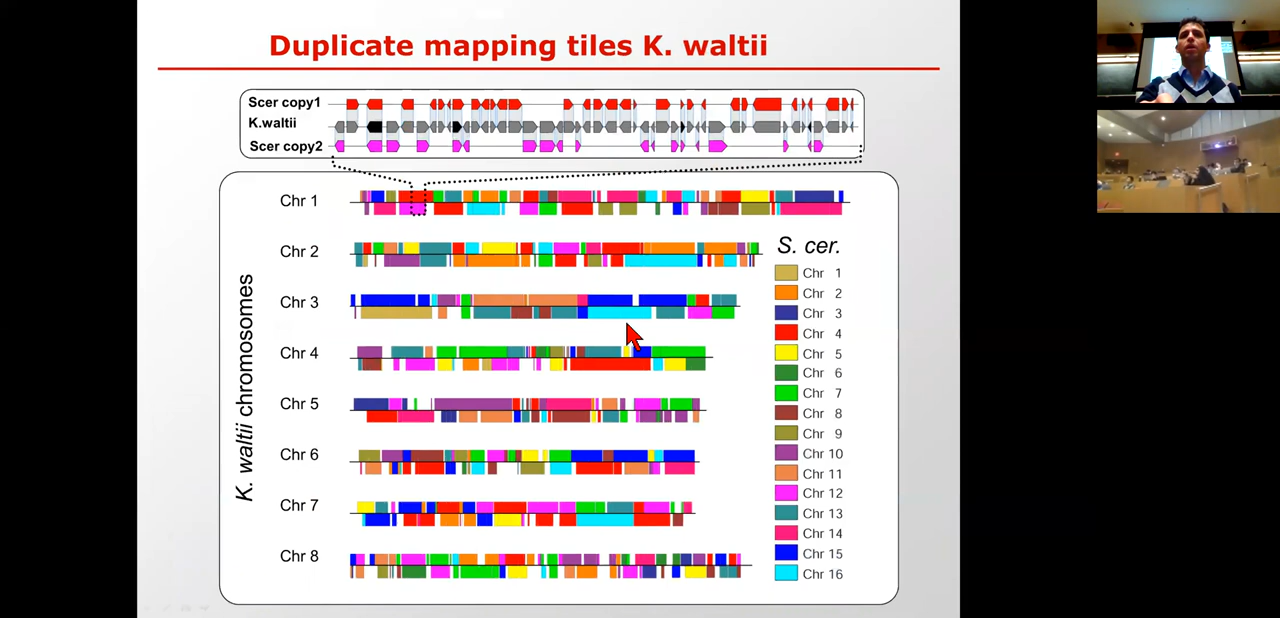 Duplicate mapping tiles K. waltii
Scer copy1
K.waltii
Scer copy2
K. waltii chromosomes
Chr 1
Chr 2
Chr 3
Chr 4
Chr 5
Chr 6
Chr 7
Chr 8
S. cer.
Chr 1
Chr 2
Chr 3
Chr 4
Chr 5
Chr 6
Chr 7
Chr 8
Chr 9
Chr 10
Chr 11
Chr 12
Chr 13
Chr 14
Chr 15
Chr 16